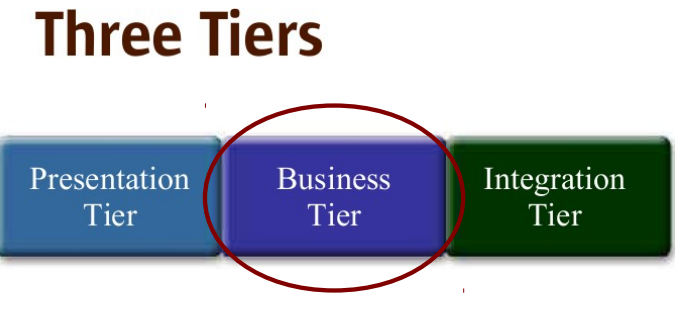 Three Tiers
Presentation
Tier
Business
Tier
Integration
Tier